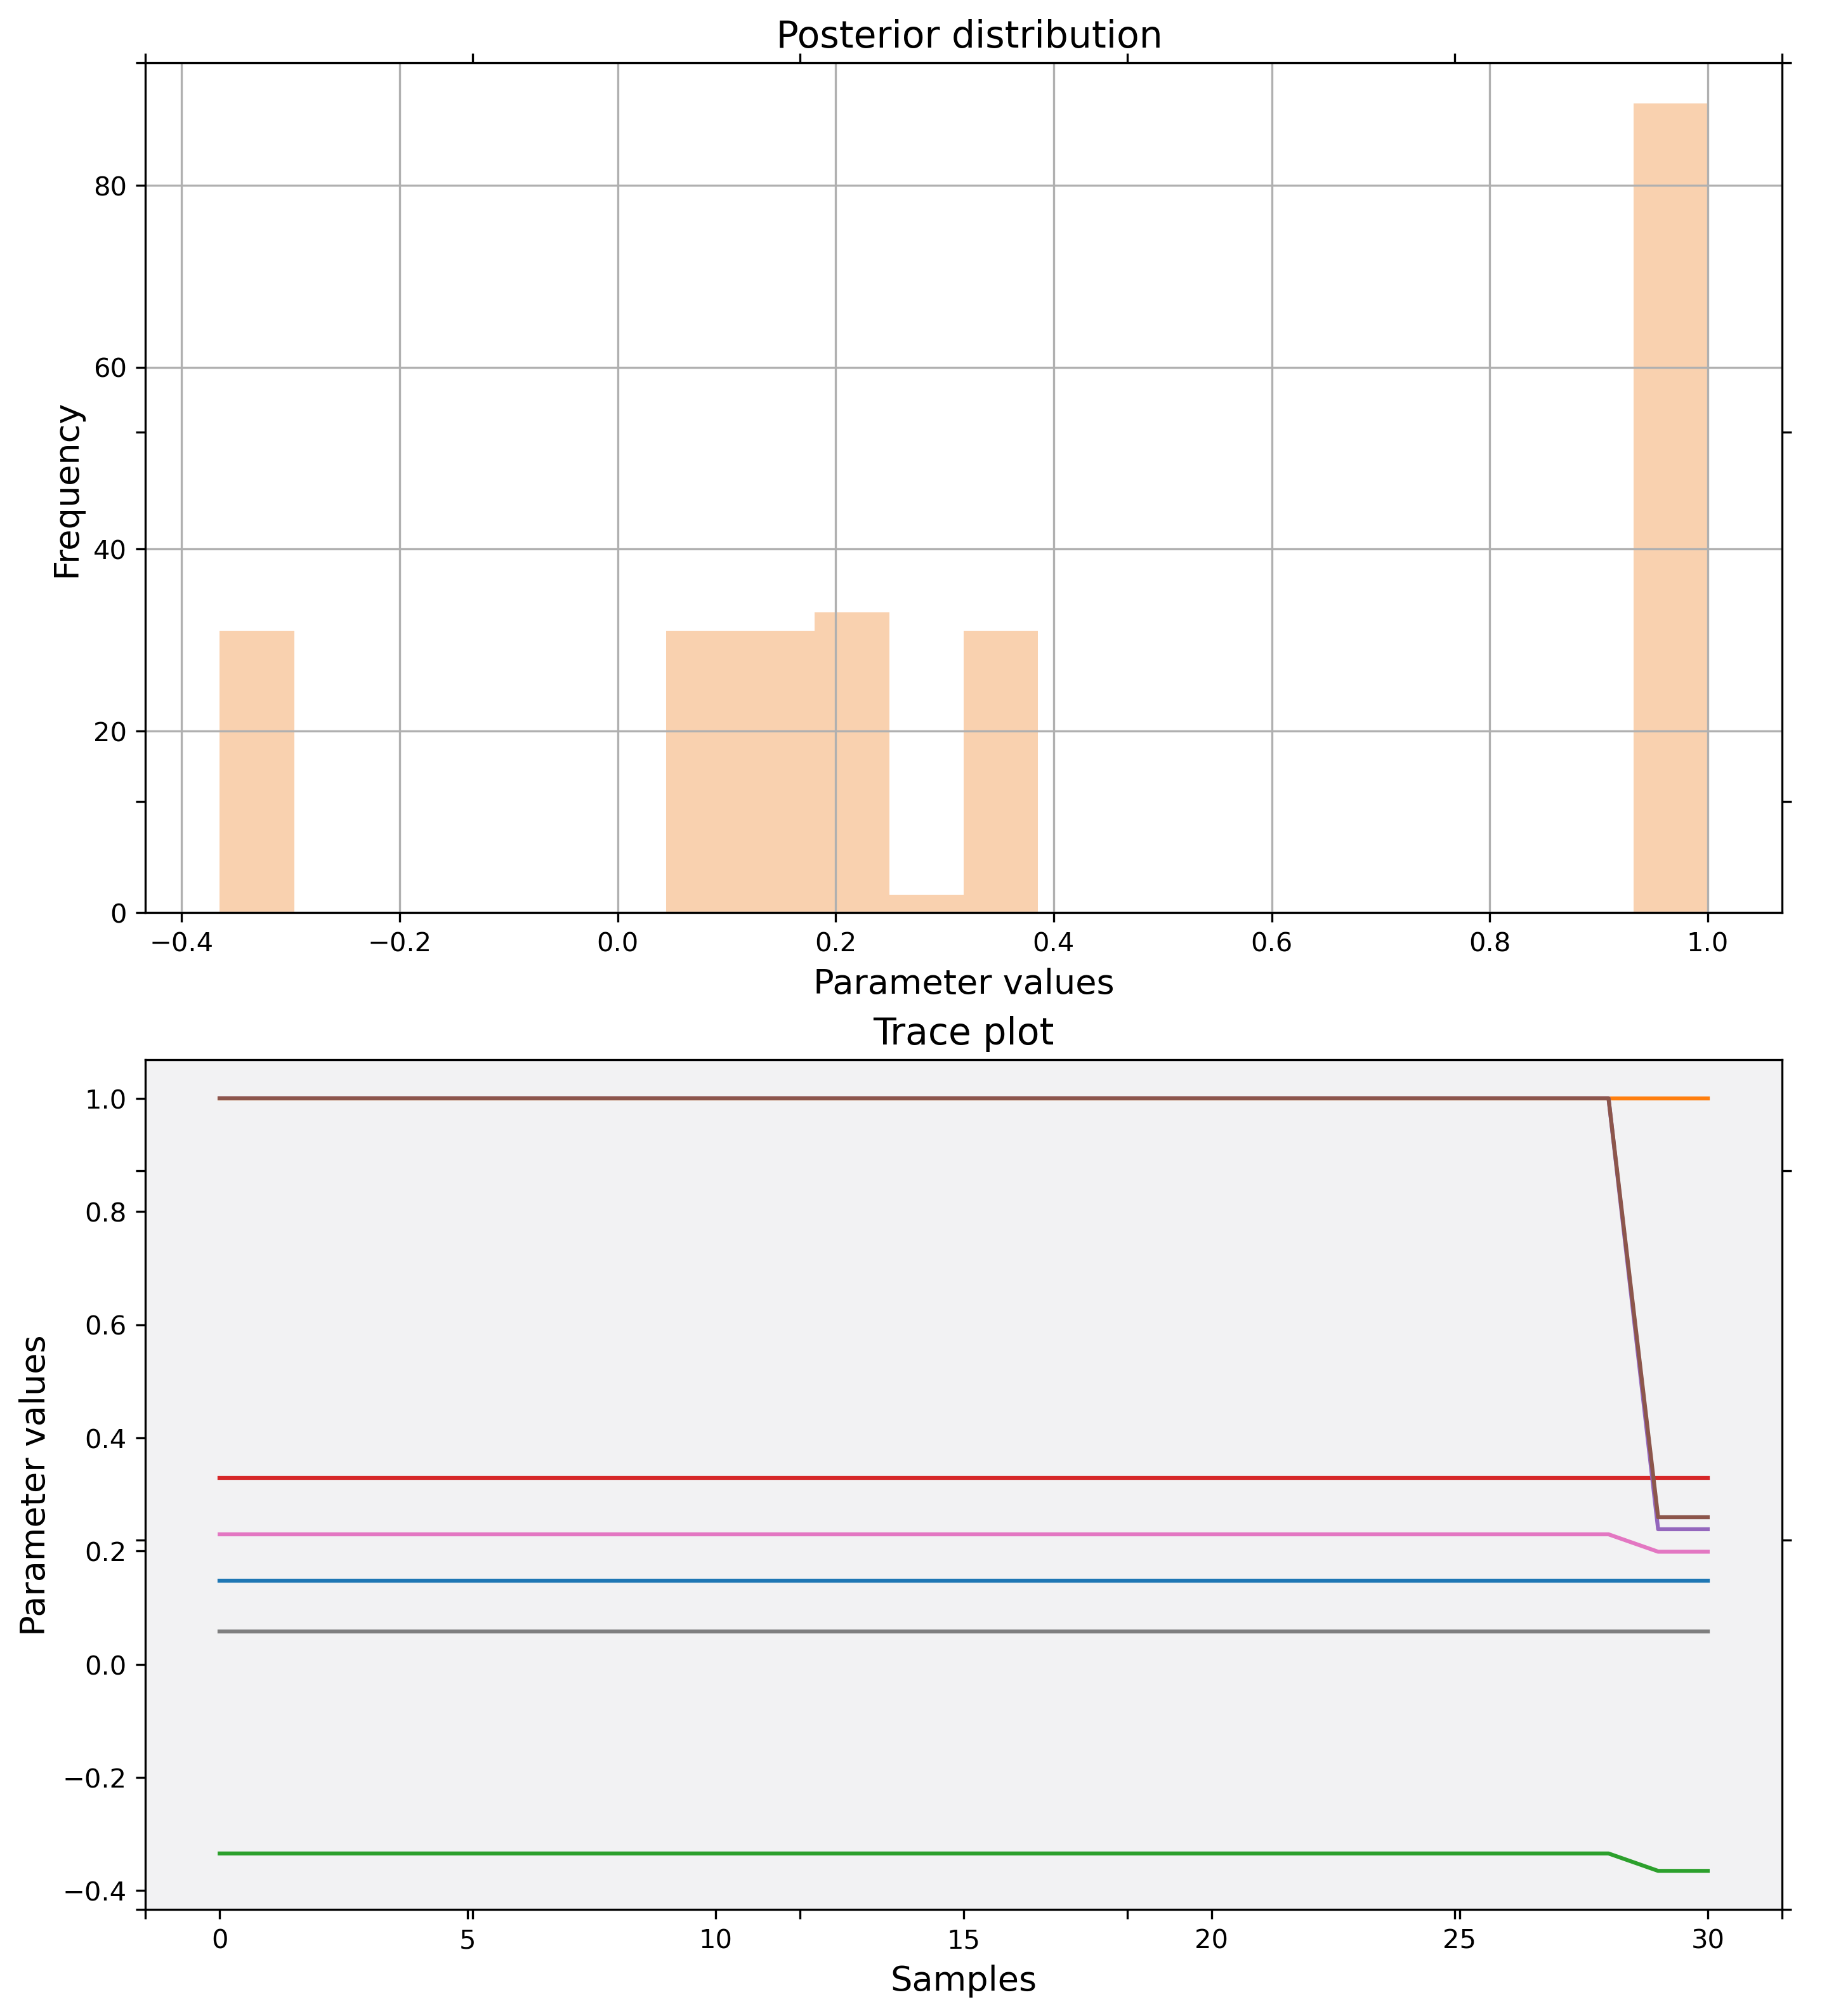 Posterior distribution
80
60
40
20
0
Frequency
−0.4 −0.2 0.0 0.2 0.4 0.6 0.8 1.0
Parameter values
Trace plot
1.0
0.8
0.6
0.4
0.2
0.0
−0.2
−0.4
Parameter values
0 5 10 15 20 25 30
Samples